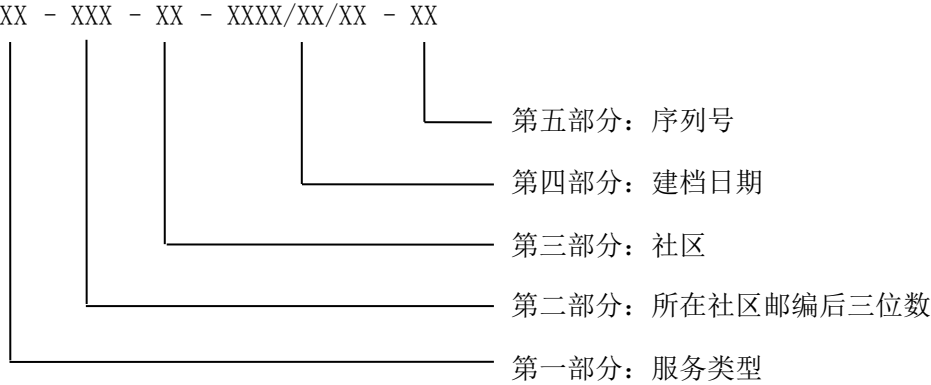 XX - XXX - XX - XXXX/XX/XX - XX
第五部分：序列号
第四部分：建档日期
第三部分：社区
第二部分：所在社区邮编后三位数
第一部分：服务类型